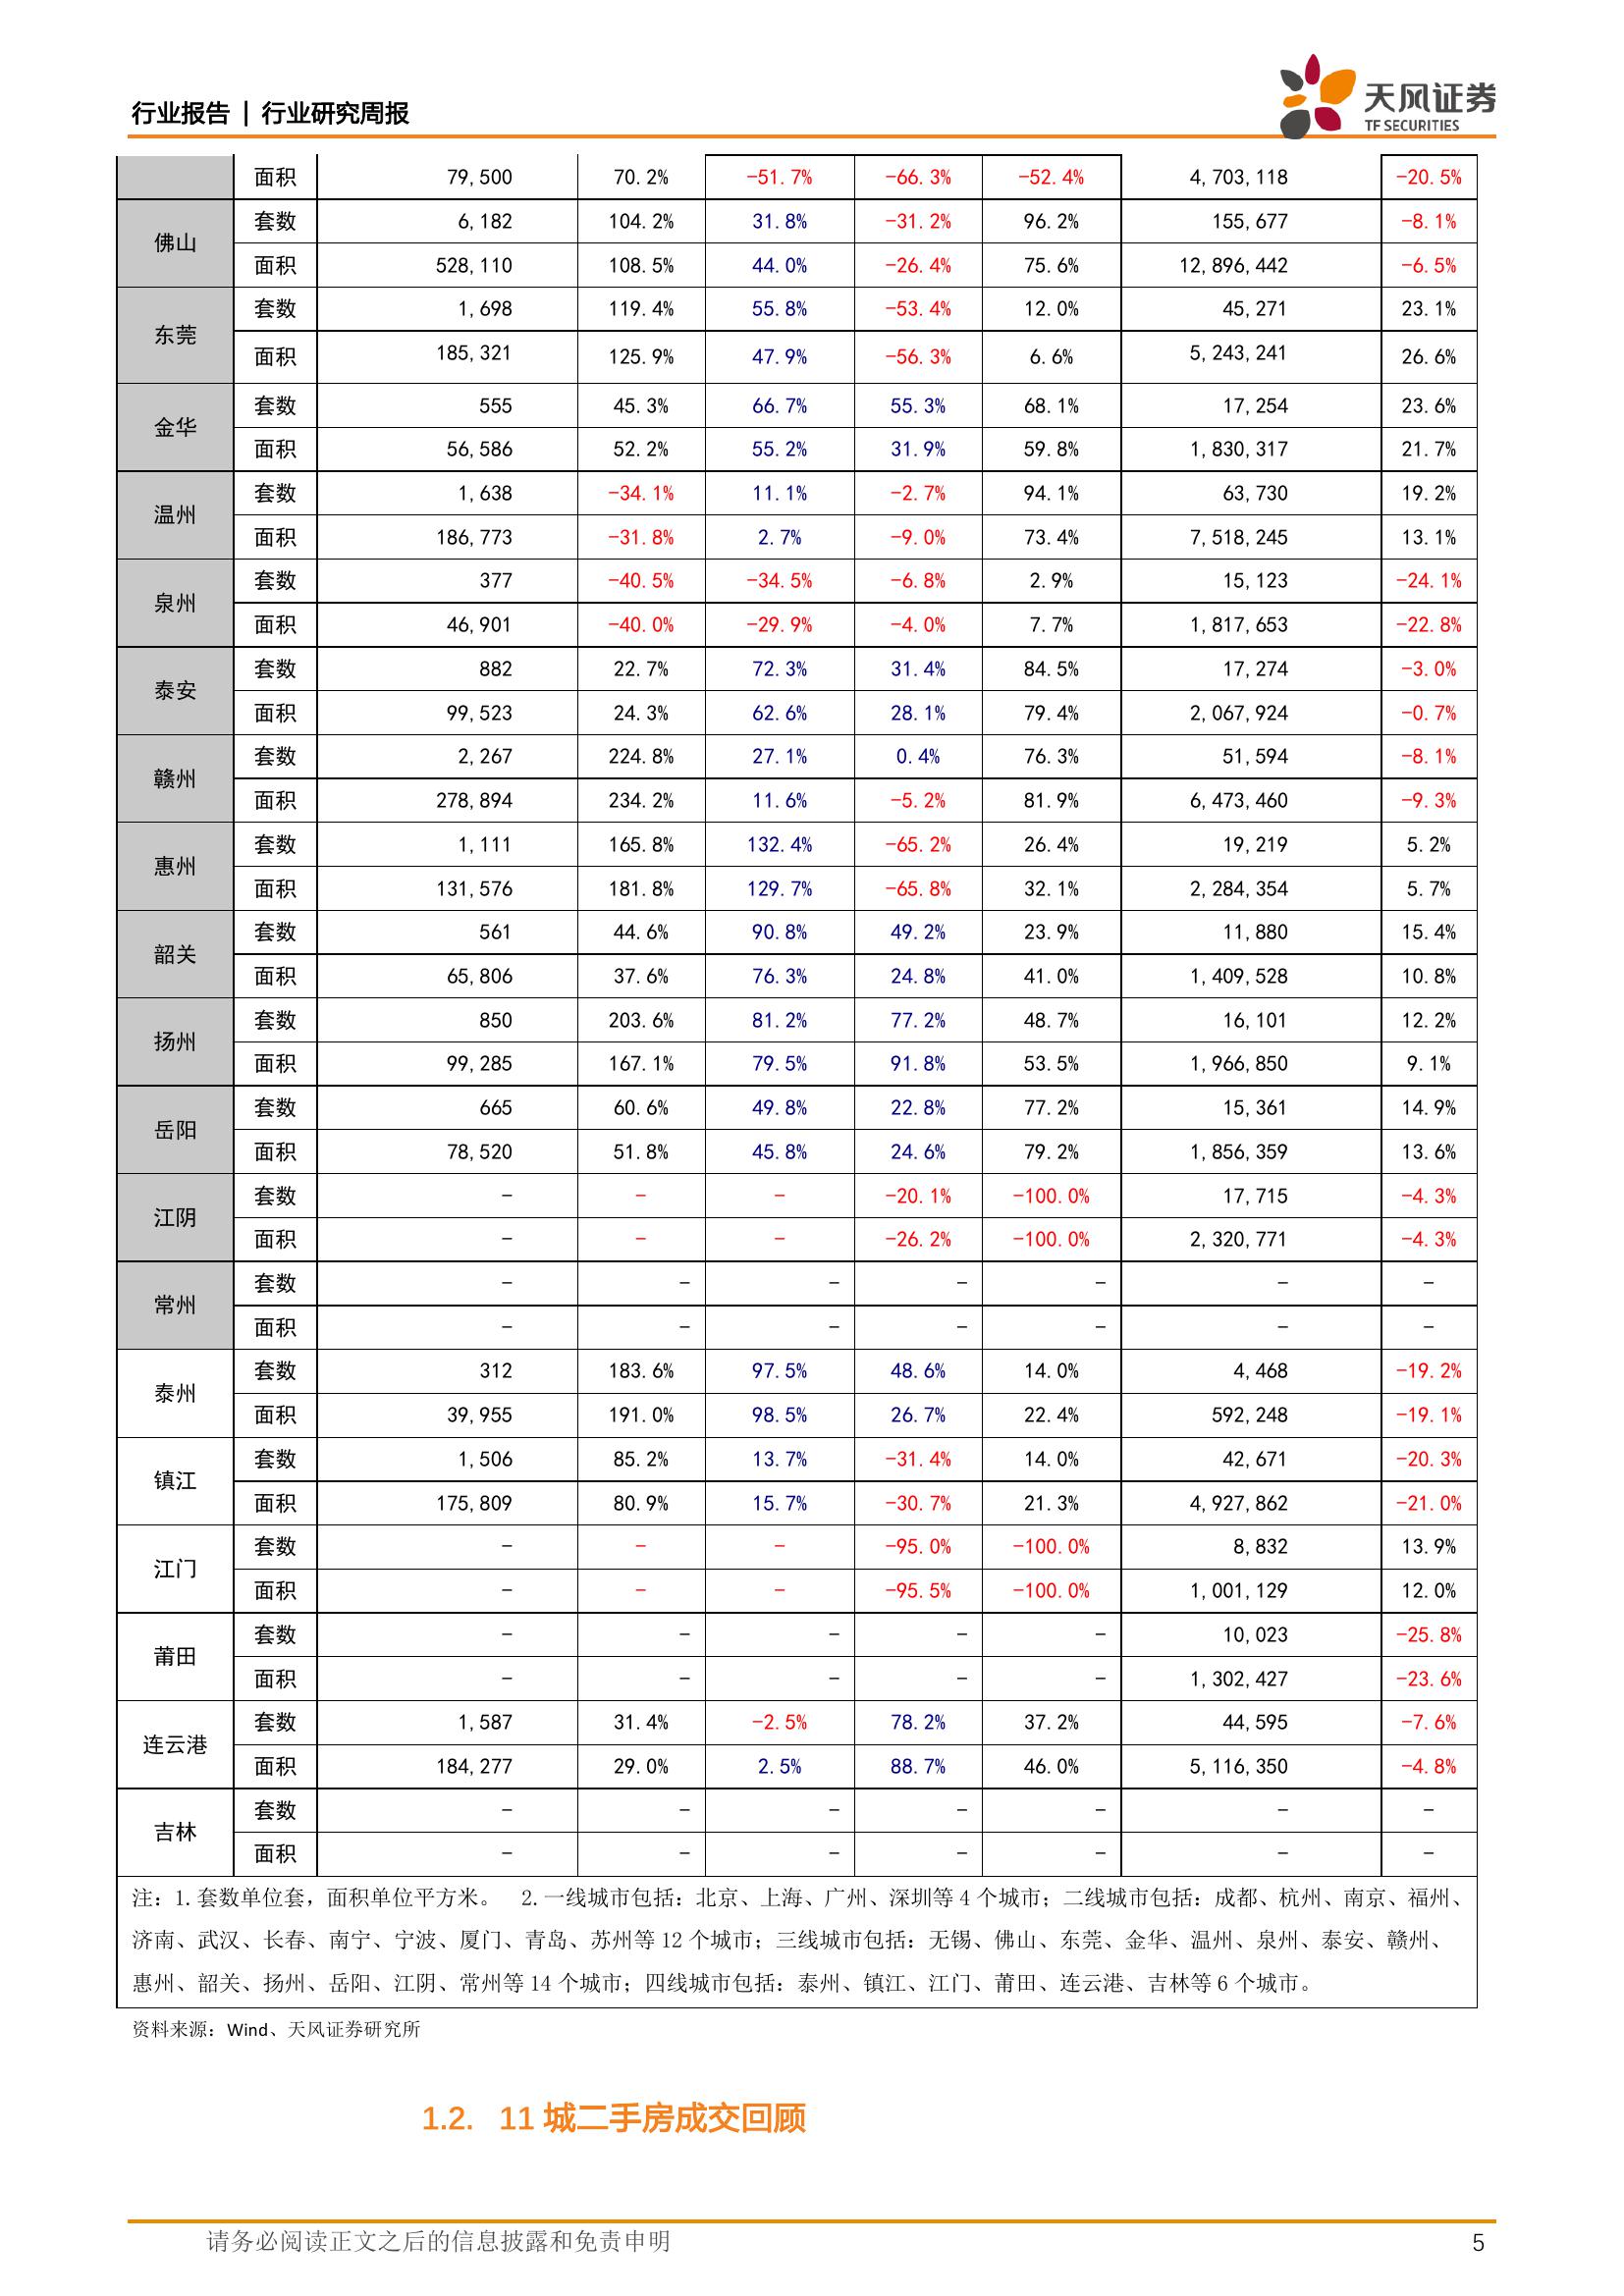 行业报告 | 行业研究周报
天风证券
TF SECURITIES
面积 79,500 70.2% -51.7% -66.3% -52.4% 4,703,118 -20.5%
佛山 套数 6,182 104.2% 31.8% -31.2% 96.2% 155,677 -8.1%
面积 528,110 108.5% 44.0% -26.4% 75.6% 12,896,442 -6.5%
东莞 套数 1,698 119.4% 55.8% -53.4% 12.0% 45,271 23.1%
面积 185,321 125.9% 47.9% -56.3% 6.6% 5,243,241 26.6%
金华 套数 555 45.3% 66.7% 55.3% 68.1% 17,254 23.6%
面积 56,586 52.2% 55.2% 31.9% 59.8% 1,830,317 21.7%
温州 套数 1,638 -34.1% 11.1% -2.7% 94.1% 63,730 19.2%
面积 186,773 -31.8% 2.7% -9.0% 73.4% 7,518,245 13.1%
泉州 套数 377 -40.5% -34.5% -6.8% 2.9% 15,123 -24.1%
面积 46,901 -40.0% -29.9% -4.0% 7.7% 1,817,653 -22.8%
泰安 套数 882 22.7% 72.3% 31.4% 84.5% 17,274 -3.0%
面积 99,523 24.3% 62.6% 28.1% 79.4% 2,067,924 -0.7%
赣州 套数 2,267 224.8% 27.1% 0.4% 76.3% 51,594 -8.1%
面积 278,894 234.2% 11.6% -5.2% 81.9% 6,473,460 -9.3%
惠州 套数 1,111 165.8% 132.4% -65.2% 26.4% 19,219 5.2%
面积 131,576 181.8% 129.7% -65.8% 32.1% 2,284,354 5.7%
韶关 套数 561 44.6% 90.8% 49.2% 23.9% 11,880 15.4%
面积 65,806 37.6% 76.3% 24.8% 41.0% 1,409,528 10.8%
扬州 套数 850 203.6% 81.2% 77.2% 48.7% 16,101 12.2%
面积 99,285 167.1% 79.5% 91.8% 53.5% 1,966,850 9.1%
岳阳 套数 665 60.6% 49.8% 22.8% 77.2% 15,361 14.9%
面积 78,520 51.8% 45.8% 24.6% 79.2% 1,856,359 13.6%
江阴 套数 - - - -20.1% -100.0% 17,715 -4.3%
面积 - - - -26.2% -100.0% 2,320,771 -4.3%
常州 套数 - - - - - - -
面积 - - - - - - -
泰州 套数 312 183.6% 97.5% 48.6% 14.0% 4,468 -19.2%
面积 39,955 191.0% 98.5% 26.7% 22.4% 592,248 -19.1%
镇江 套数 1,506 85.2% 13.7% -31.4% 14.0% 42,671 -20.3%
面积 175,809 80.9% 15.7% -30.7% 21.3% 4,927,862 -21.0%
江门 套数 - - - -95.0% -100.0% 8,832 13.9%
面积 - - - -95.5% -100.0% 1,001,129 12.0%
莆田 套数 - - - - - 10,023 -25.8%
面积 - - - - - 1,302,427 -23.6%
连云港 套数 1,587 31.4% -2.5% 78.2% 37.2% 44,595 -7.6%
面积 184,277 29.0% 2.5% 88.7% 46.0% 5,116,350 -4.8%
吉林 套数 - - - - - - -
面积 - - - - - - -
注：1.套数单位套，面积单位平方米。 2.一线城市包括：北京、上海、广州、深圳等 4 个城市；二线城市包括：成都、杭州、南京、福州、
济南、武汉、长春、南宁、宁波、厦门、青岛、苏州等 12 个城市；三线城市包括：无锡、佛山、东莞、金华、温州、泉州、泰安、赣州、
惠州、韶关、扬州、岳阳、江阴、常州等 14 个城市；四线城市包括：泰州、镇江、江门、莆田、连云港、吉林等 6 个城市。
资料来源：Wind、天风证券研究所
1.2. 11 城二手房成交回顾
请务必阅读正文之后的信息披露和免责申明 5